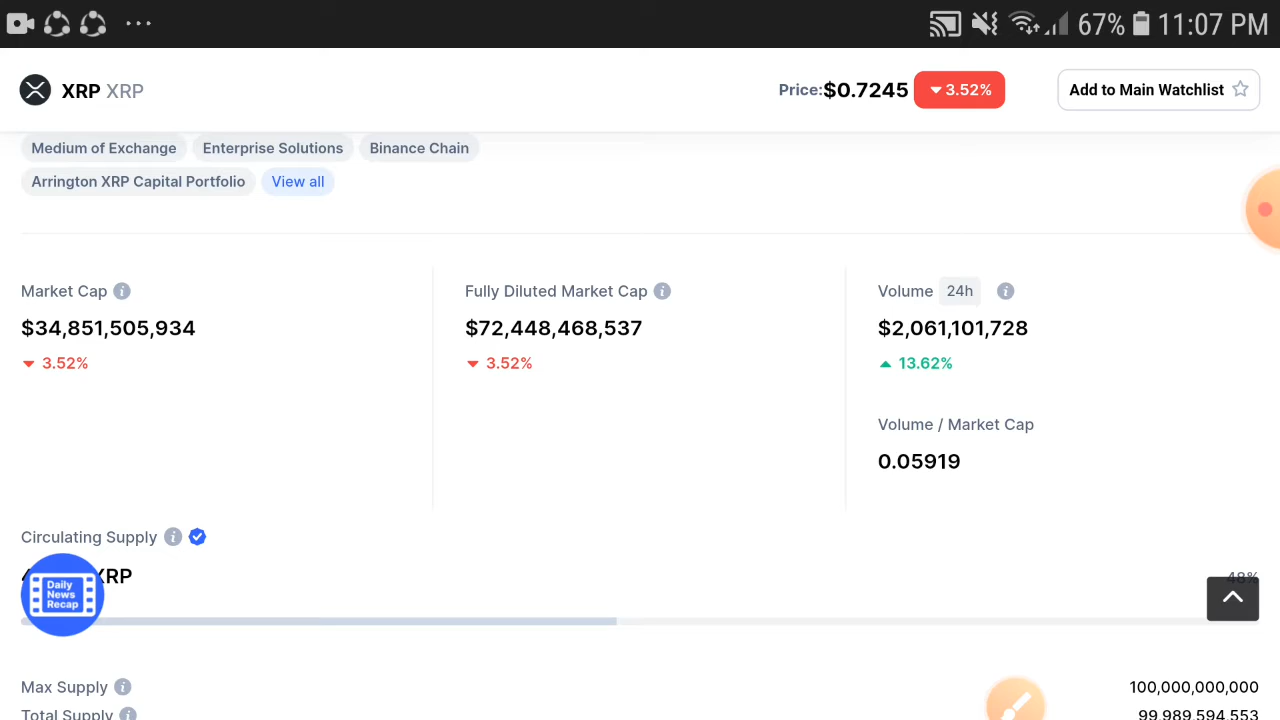 67% 11:07 PM
XRP XRP
Price:$0.7245 3.52%
Add to Main Watchlist
Medium of Exchange Enterprise Solutions Binance Chain
Arrington XRP Capital Portfolio View all
Market Cap
$34,851,505,934
3.52%
Fully Diluted Market Cap
$72,448,468,537
3.52%
Volume 24h
$2,061,101,728
13.62%
Volume / Market Cap
0.05919
Circulating Supply
XRP
48%
Daily
News
Recap
Max Supply 100,000,000,000
Total Supply 99,989,594,553